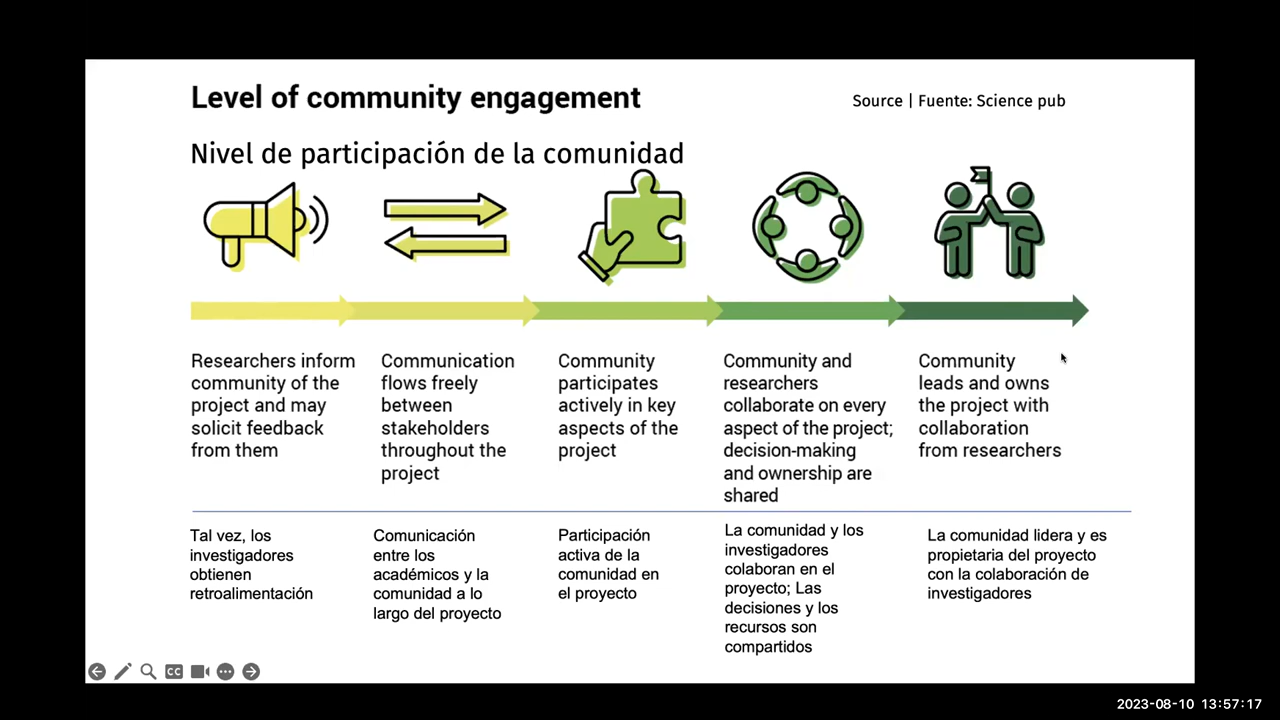 Level of community engagement
Source | Fuente: Science pub
Nivel de participación de la comunidad
Researchers inform
community of the
project and may
solicit feedback
from them
Communication
flows freely
between
stakeholders
throughout the
project
Community
participates
actively in key
aspects of the
project
Community and
researchers
collaborate on every
aspect of the project;
decision-making
and ownership are
shared
Community
leads and owns
the project with
collaboration
from researchers
Tal vez, los
investigadores
obtienen
retroalimentación
Comunicación
entre los
académicos y la
comunidad a lo
largo del proyecto
Participación
activa de la
comunidad en
el proyecto
La comunidad y los
investigadores
colaboran en el
proyecto; Las
decisiones y los
recursos son
compartidos
La comunidad lidera y es
propietaria del proyecto
con la colaboración de
investigadores
CC
2023-08-10 13:57:17